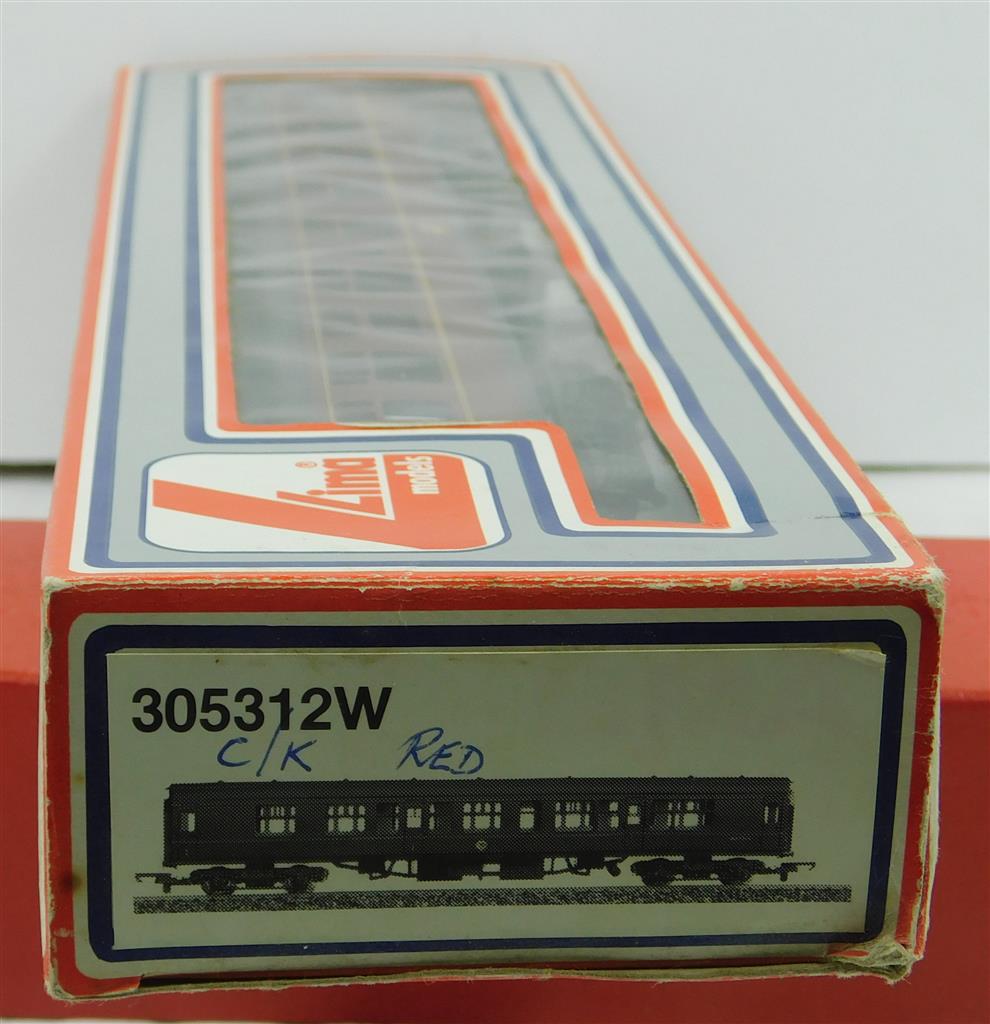 Lima®
models
305312W
C/K RED